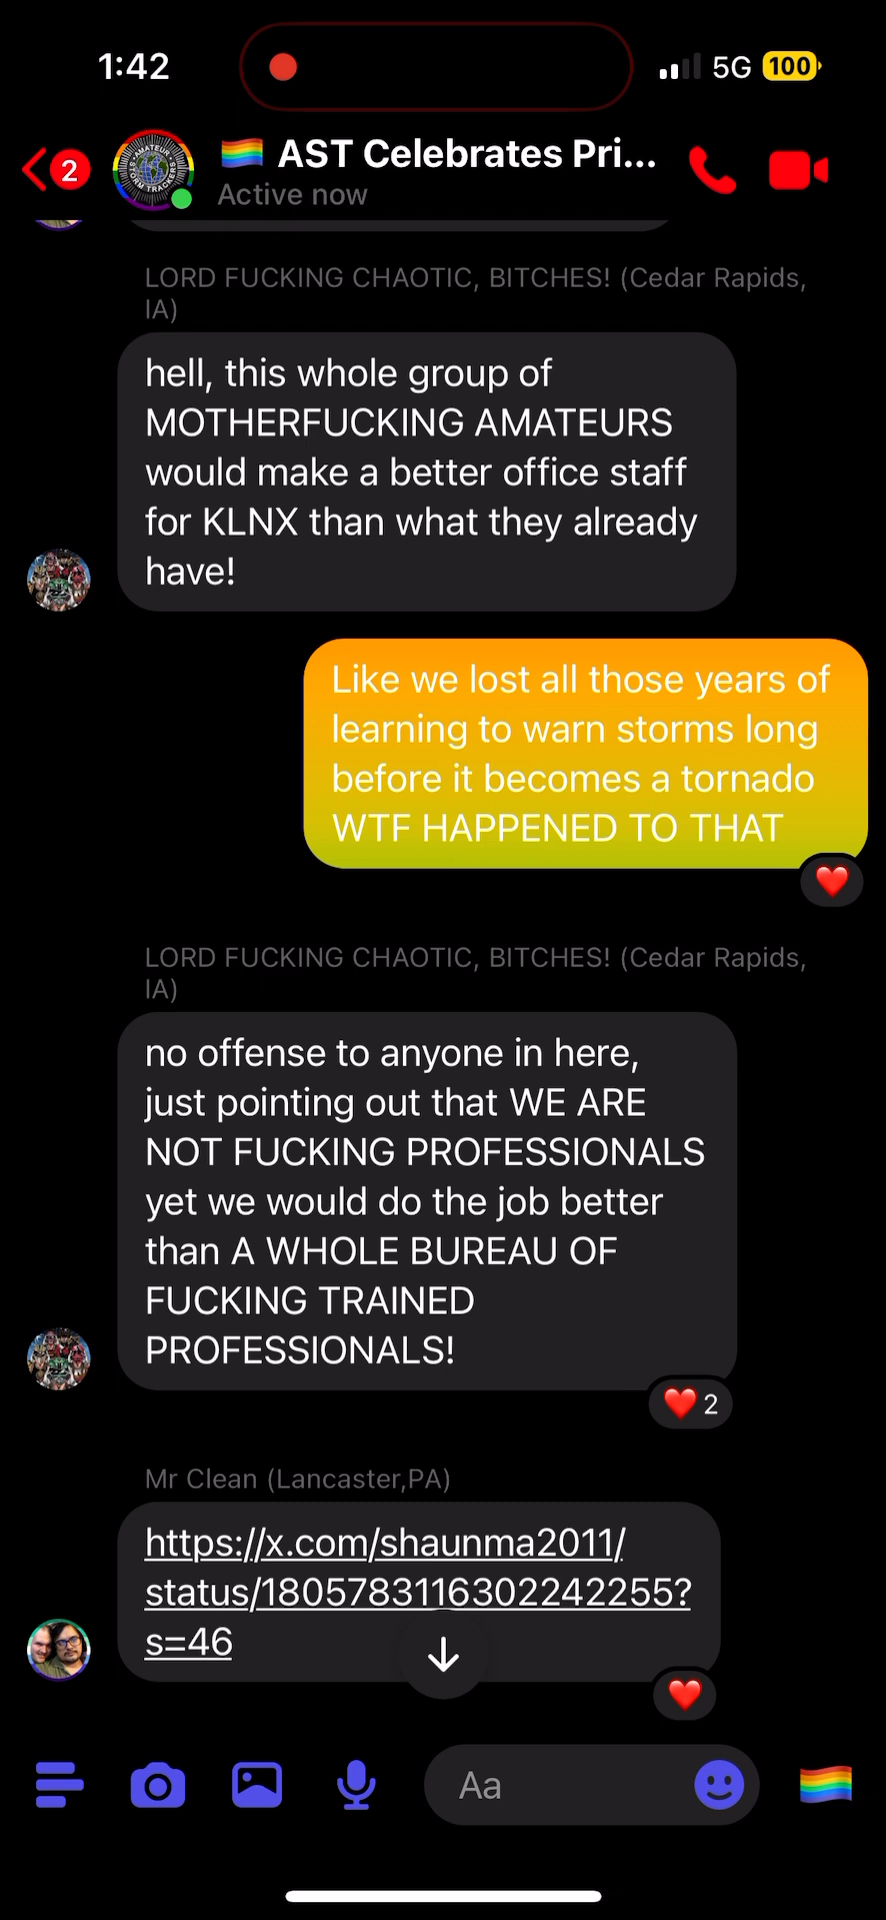 1:42
5G 100
2
AST Celebrates Pri...
AMATEUR
STORM TRACKERS
Active now
LORD FUCKING CHAOTIC, BITCHES! (Cedar Rapids,
IA)
hell, this whole group of
MOTHERFUCKING AMATEURS
would make a better office staff
for KLNX than what they already
have!
Like we lost all those years of
learning to warn storms long
before it becomes a tornado
WTF HAPPENED TO THAT
LORD FUCKING CHAOTIC, BITCHES! (Cedar Rapids,
IA)
no offense to anyone in here,
just pointing out that WE ARE
NOT FUCKING PROFESSIONALS
yet we would do the job better
than A WHOLE BUREAU OF
FUCKING TRAINED
PROFESSIONALS!
2
Mr Clean (Lancaster,PA)
https://x.com/shaunma2011/
status/1805783116302242255?
s=46
Aa